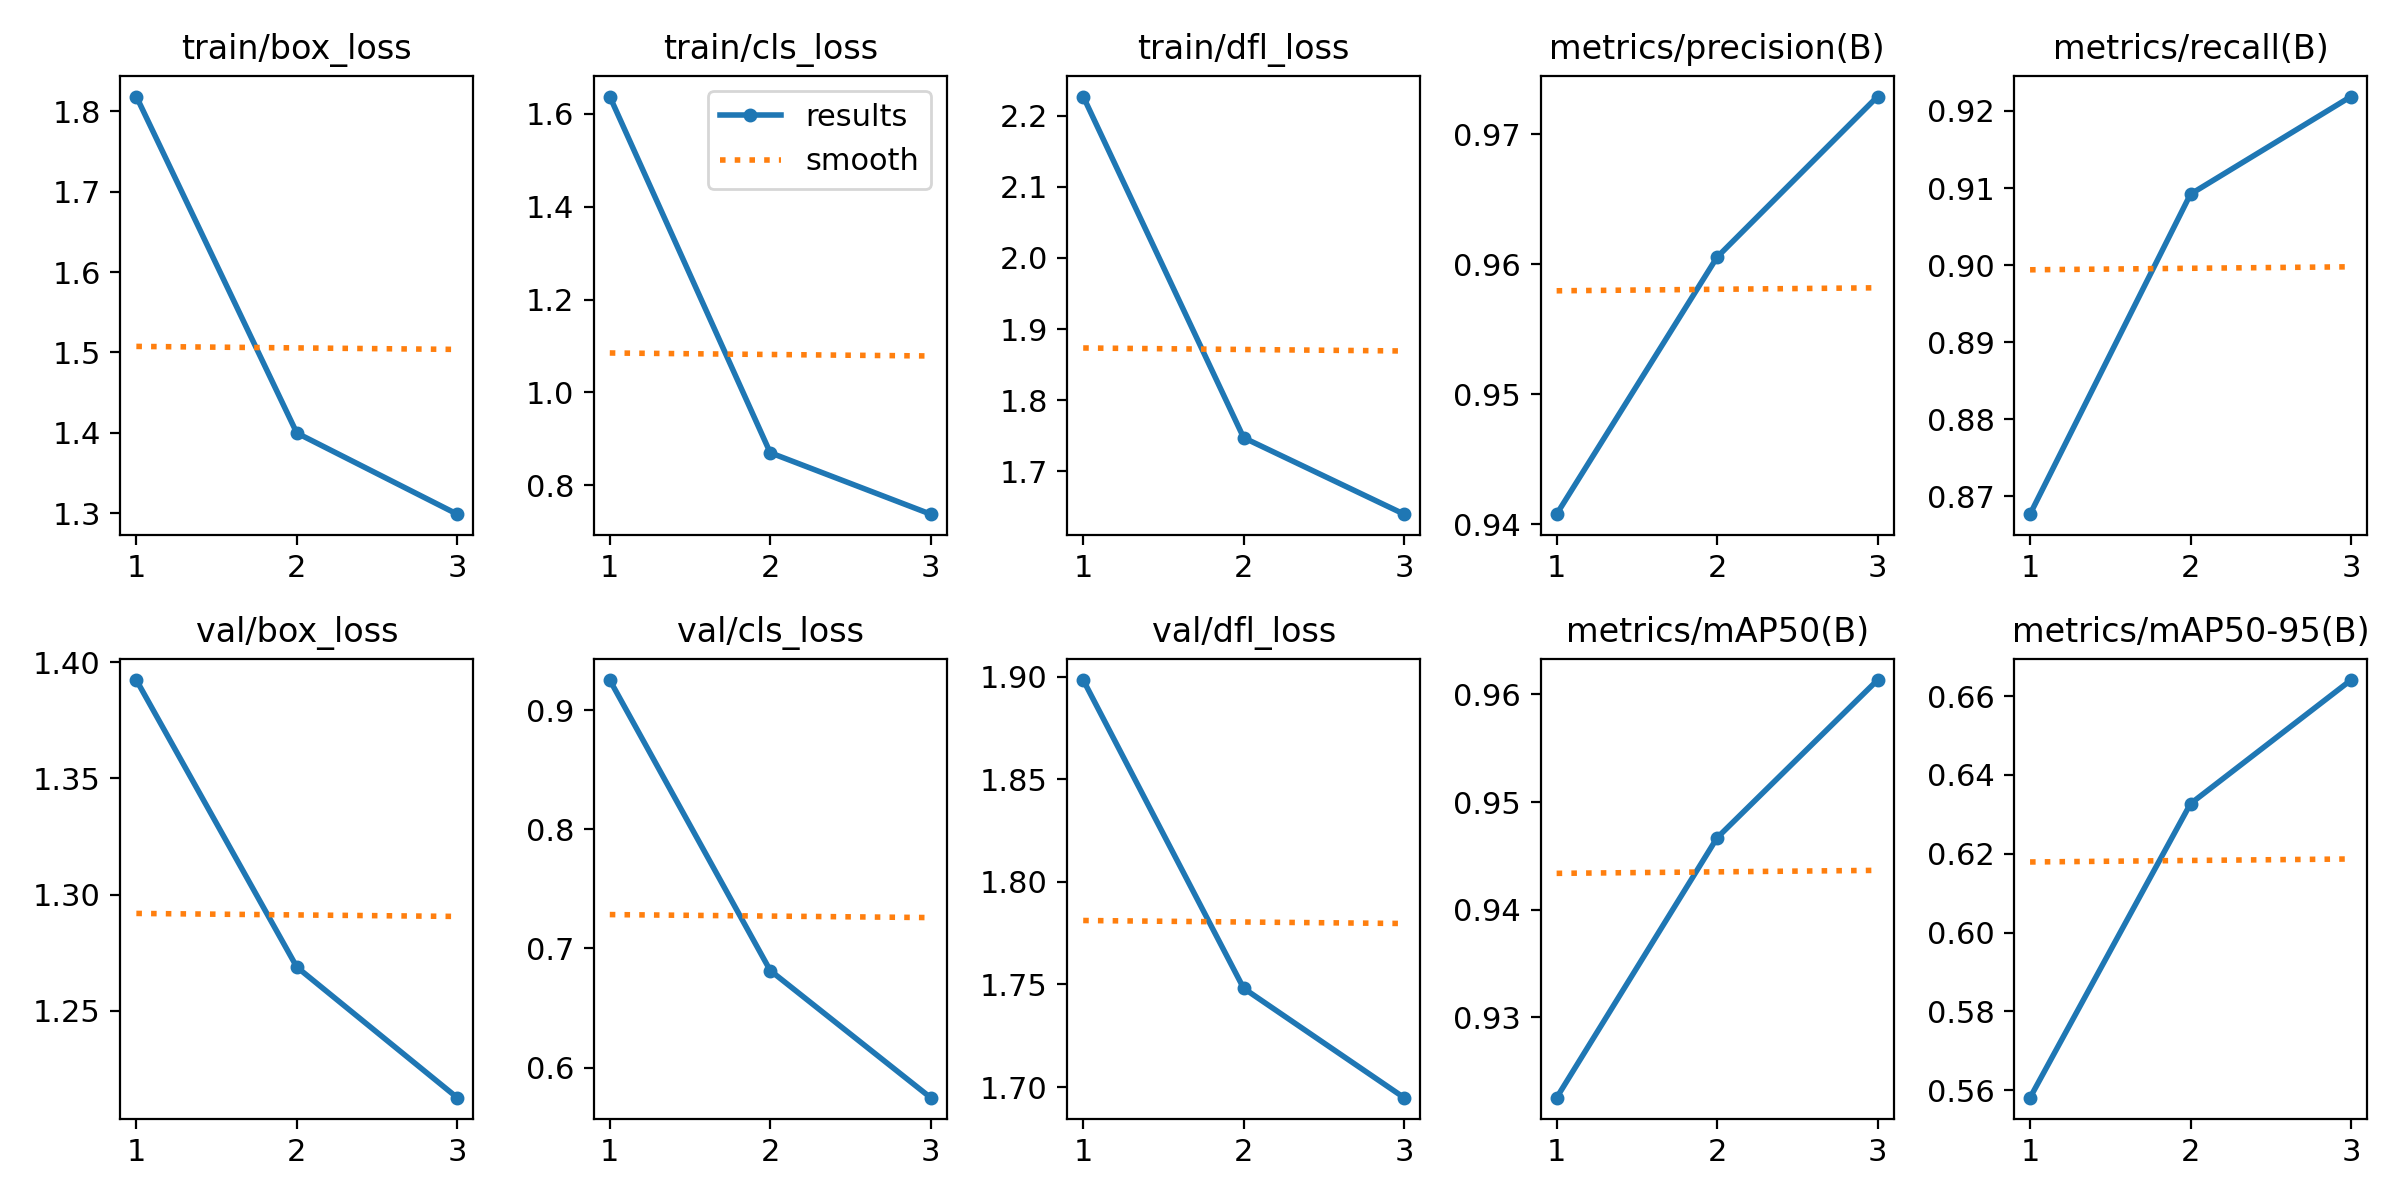 train/box_loss
1.8
1.7
1.6
1.5
1.4
1.3
1 2 3
train/cls_loss
results
smooth
1.6
1.4
1.2
1.0
0.8
1 2 3
train/dfl_loss
2.2
2.1
2.0
1.9
1.8
1.7
1 2 3
metrics/precision(B)
0.97
0.96
0.95
0.94
1 2 3
metrics/recall(B)
0.92
0.91
0.90
0.89
0.88
0.87
1 2 3
val/box_loss
1.40
1.35
1.30
1.25
1 2 3
val/cls_loss
0.9
0.8
0.7
0.6
1 2 3
val/dfl_loss
1.90
1.85
1.80
1.75
1.70
1 2 3
metrics/mAP50(B)
0.96
0.95
0.94
0.93
1 2 3
metrics/mAP50-95(B)
0.66
0.64
0.62
0.60
0.58
0.56
1 2 3